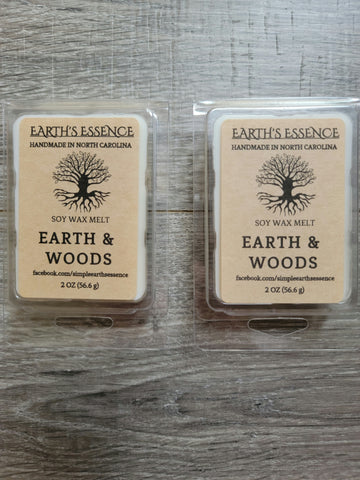 EARTH'S ESSENCE
HANDMADE IN NORTH CAROLINA
SOY WAX MELT
EARTH &
WOODS
facebook.com/simpleearthsessence
2 OZ (56.6 g)
EARTH'S ESSENCE
HANDMADE IN NORTH CAROLINA
SOY WAX MELT
EARTH &
WOODS
facebook.com/simpleearthsessence
2 OZ (56.6 g)